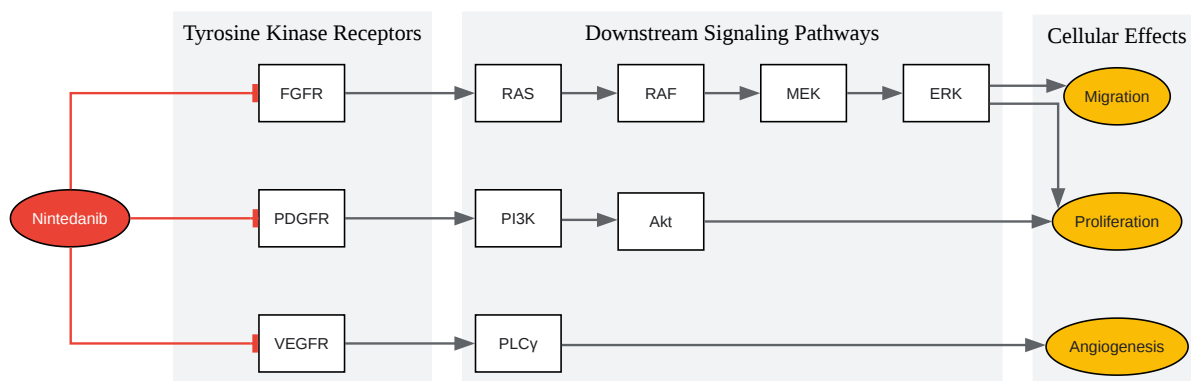 Tyrosine Kinase Receptors
Downstream Signaling Pathways
Cellular Effects
FGFR
RAS
RAF
MEK
ERK
Migration
Nintedanib
PDGFR
PI3K
Akt
Proliferation
VEGFR
PLCγ
Angiogenesis